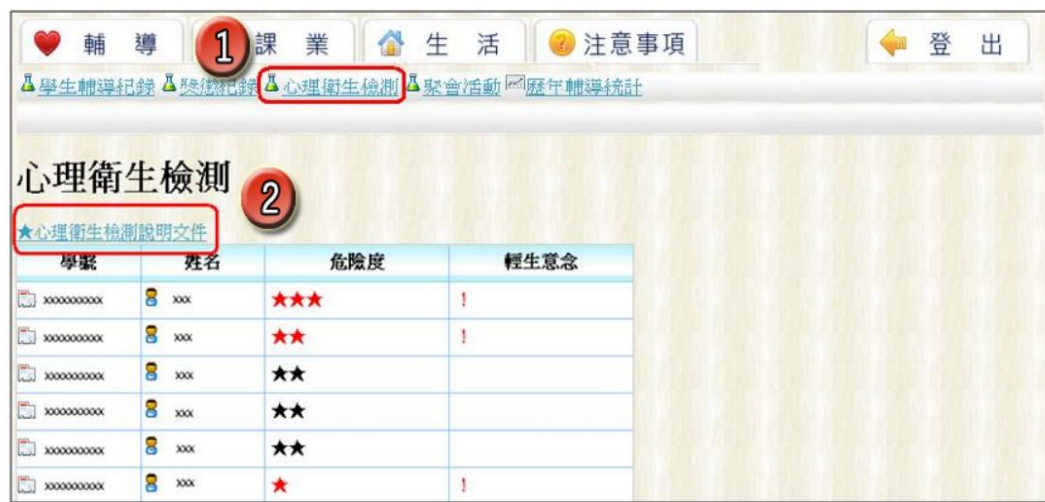 輔 導 課 業 生 活 注意事項 登 出
1
學生輔導紀錄 獎懲紀錄 心理衛生檢測 聚會活動 歷年輔導統計
心理衛生檢測
2
★心理衛生檢測說明文件
學號 姓名 危險度 輕生意念
xxxxxxxxxx xxx ★★★ !
xxxxxxxxxx xxx ★★ !
xxxxxxxxxx xxx ★★
xxxxxxxxxx xxx ★★
xxxxxxxxxx xxx ★★
xxxxxxxxxx xxx ★ !